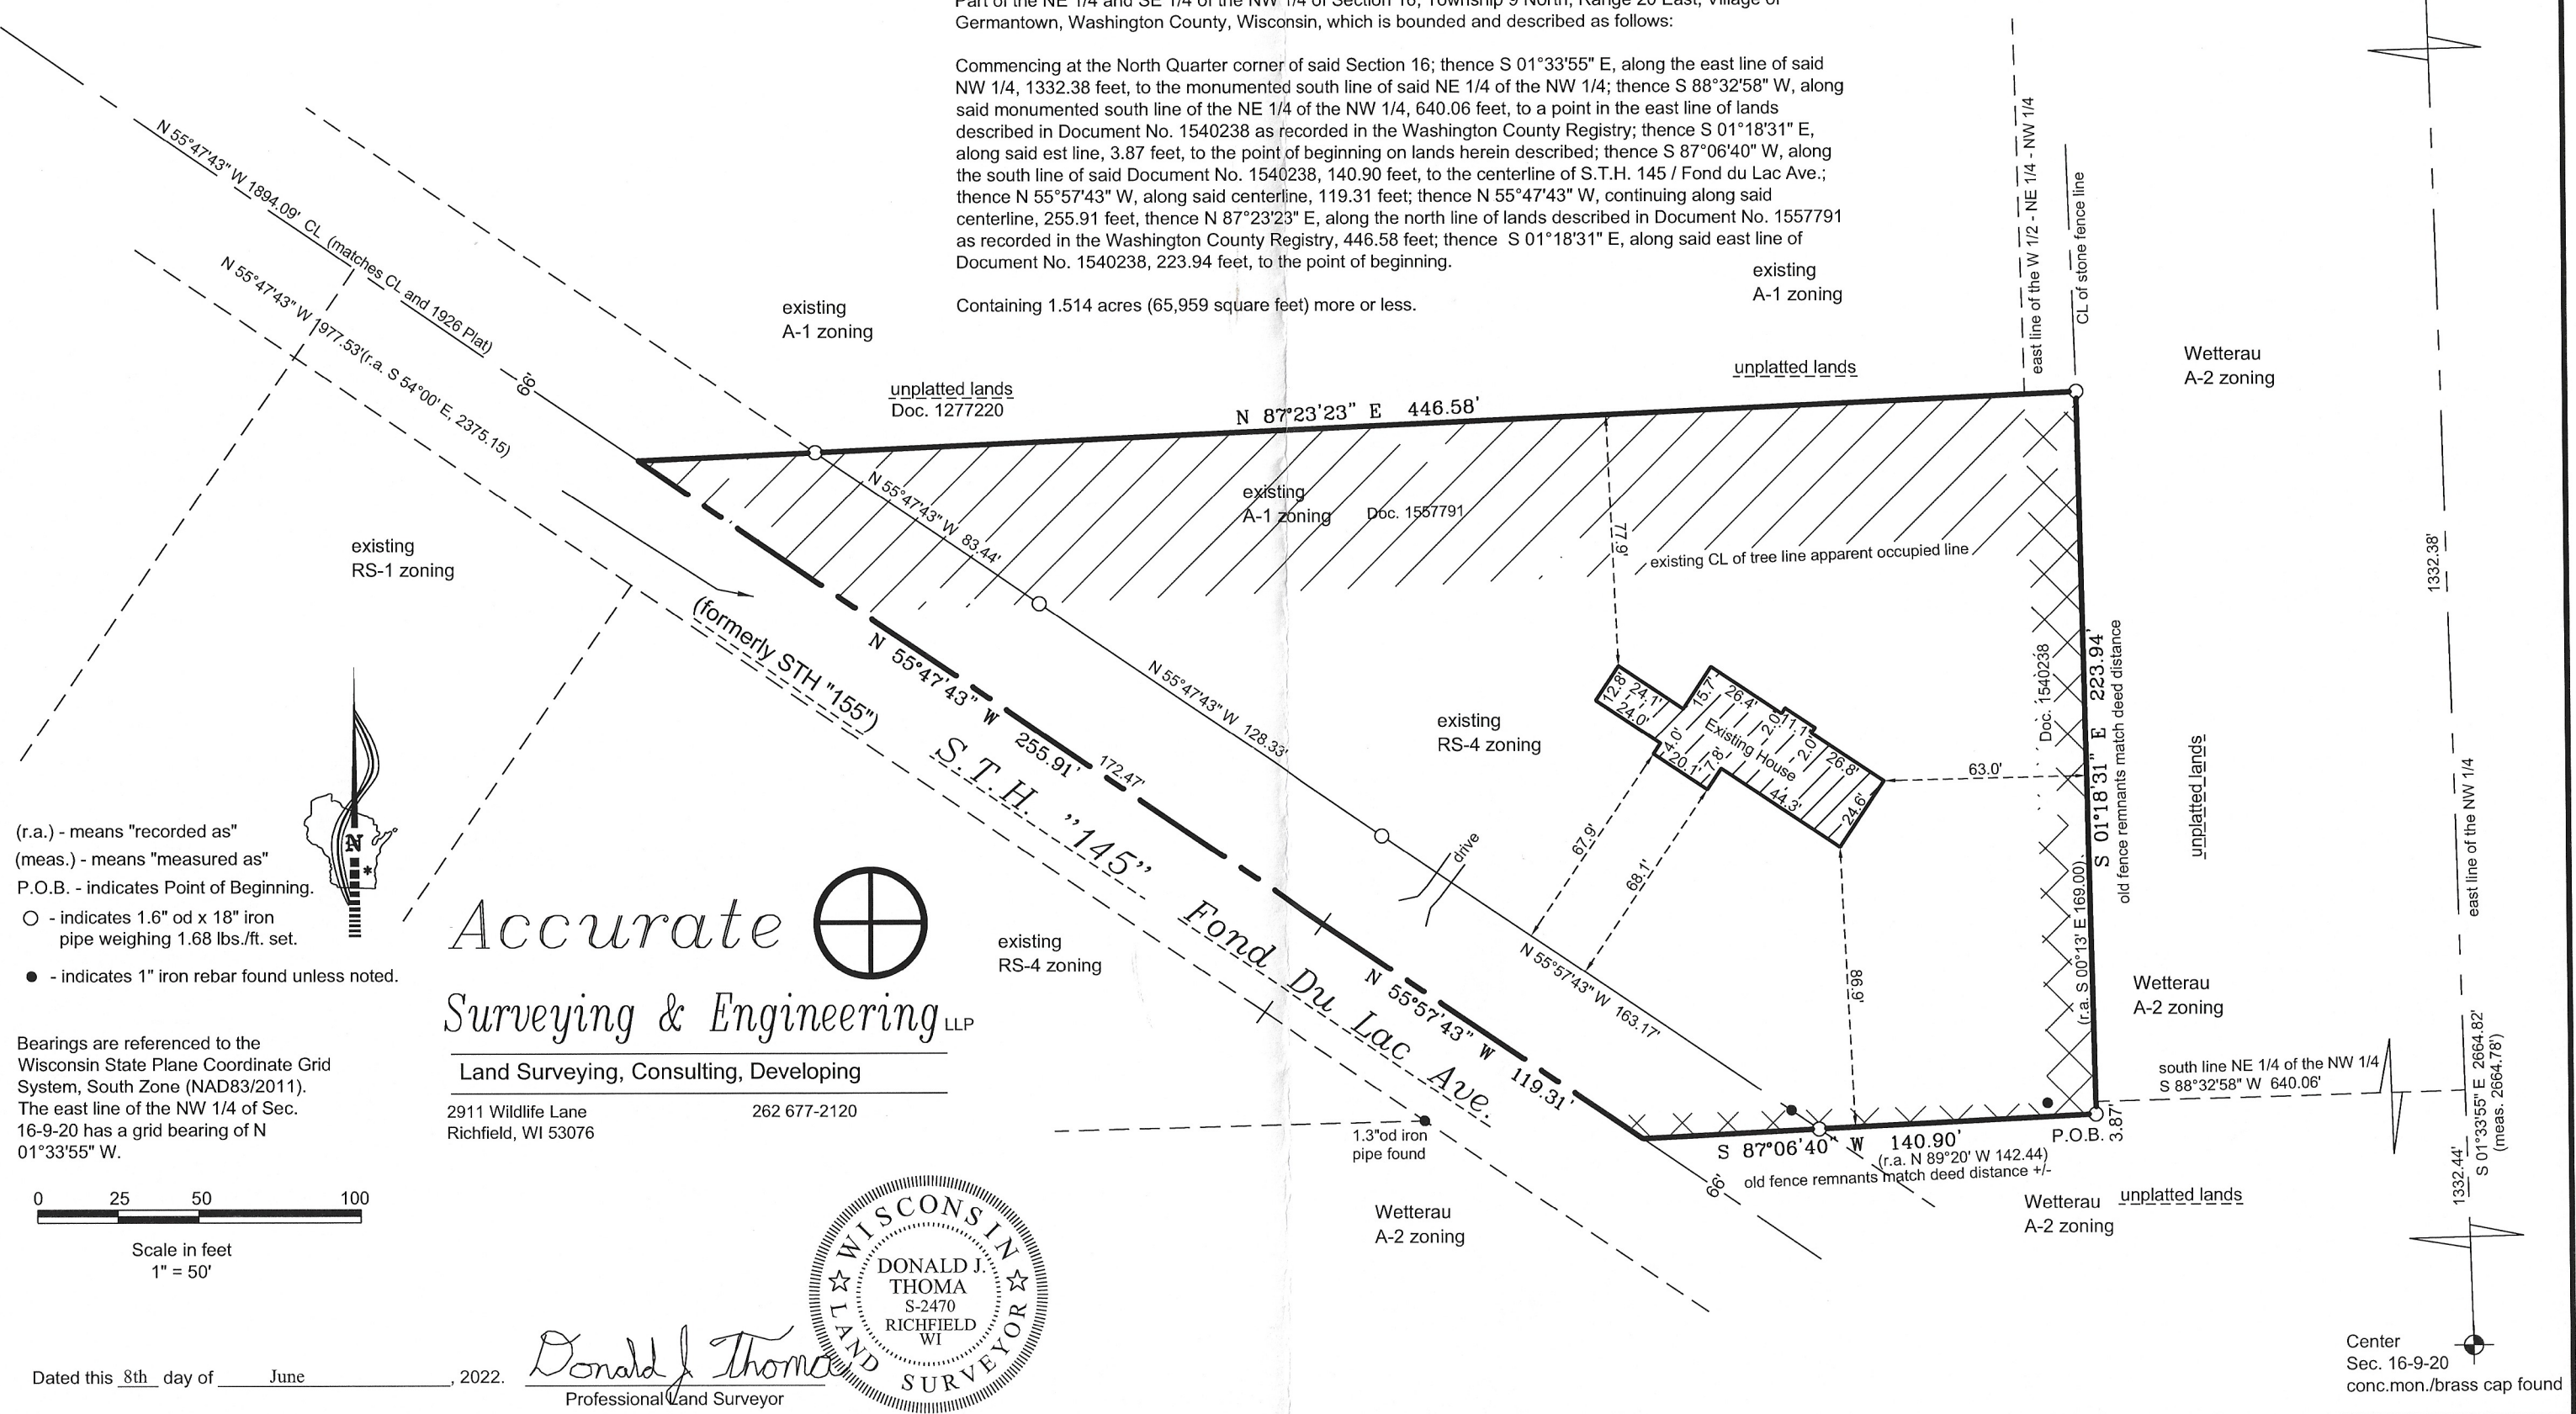 Part of the NE 1/4 and SE 1/4 of the NW 1/4 of Section 16, Township 9 North, Range 20 East, Village of
Germantown, Washington County, Wisconsin, which is bounded and described as follows:
Commencing at the North Quarter corner of said Section 16; thence S 01°33'55" E, along the east line of said
NW 1/4, 1332.38 feet, to the monumented south line of said NE 1/4 of the NW 1/4; thence S 88°32'58" W, along
said monumented south line of the NE 1/4 of the NW 1/4, 640.06 feet, to a point in the east line of lands
described in Document No. 1540238 as recorded in the Washington County Registry; thence S 01°18'31" E,
along said est line, 3.87 feet, to the point of beginning on lands herein described; thence S 87°06'40" W, along
the south line of said Document No. 1540238, 140.90 feet, to the centerline of S.T.H. 145 / Fond du Lac Ave.;
thence N 55°57'43" W, along said centerline, 119.31 feet; thence N 55°47'43" W, continuing along said
centerline, 255.91 feet, thence N 87°23'23" E, along the north line of lands described in Document No. 1557791
as recorded in the Washington County Registry, 446.58 feet; thence S 01°18'31" E, along said east line of
Document No. 1540238, 223.94 feet, to the point of beginning.
Containing 1.514 acres (65,959 square feet) more or less.
existing
A-1 zoning
existing
A-1 zoning
N 55°47'43" W 1894.09' CL (matches CL and 1926 Plat)
N 55°47'43" W 1977.53'(r.a. S 54°00' E, 2375.15)
66'
unplatted lands
Doc. 1277220
unplatted lands
east line of the W 1/2 - NE 1/4 - NW 1/4
CL of stone fence line
Wetterau
A-2 zoning
N 87°23'23" E 446.58'
N 55°47'43" W 83.44'
existing
A-1 zoning
Doc. 1557791
77.9'
existing CL of tree line apparent occupied line
existing
RS-1 zoning
(formerly STH "155")
N 55°47'43" W 255.91'
172.47'
N 55°47'43" W 128.33'
S.T.H. "145" Fond Du Lac Ave.
existing
RS-4 zoning
12.8'
24.1'
24.0'
15.7'
26.4'
2.0'
11.1'
2.0'
26.8'
4.0'
20.1'
7.8'
Existing House
44.3'
24.6'
63.0'
67.9'
68.1'
86.9'
drive
Doc. 1540238
S 01°18'31" E 223.94'
(r.a. S 00°13' E 169.00)
old fence remnants match deed distance
unplatted lands
1332.38'
east line of the NW 1/4
(r.a.) - means "recorded as"
(meas.) - means "measured as"
P.O.B. - indicates Point of Beginning.
- indicates 1.6" od x 18" iron
pipe weighing 1.68 lbs./ft. set.
- indicates 1" iron rebar found unless noted.
N
*
Accurate
Surveying & Engineering LLP
Land Surveying, Consulting, Developing
2911 Wildlife Lane 262 677-2120
Richfield, WI 53076
existing
RS-4 zoning
N 55°57'43" W 163.17'
N 55°57'43" W 119.31'
Wetterau
A-2 zoning
south line NE 1/4 of the NW 1/4
S 88°32'58" W 640.06'
Bearings are referenced to the
Wisconsin State Plane Coordinate Grid
System, South Zone (NAD83/2011).
The east line of the NW 1/4 of Sec.
16-9-20 has a grid bearing of N
01°33'55" W.
1.3"od iron
pipe found
S 87°06'40" W 140.90'
(r.a. N 89°20' W 142.44)
old fence remnants match deed distance +/-
P.O.B.
3.87'
66'
1332.44'
S 01°33'55" E 2664.82'
(meas. 2664.78')
Wetterau
A-2 zoning
Wetterau
A-2 zoning
unplatted lands
0 25 50 100
Scale in feet
1" = 50'
WISCONSIN
DONALD J.
THOMA
S-2470
RICHFIELD
WI
LAND SURVEYOR
Dated this 8th day of June, 2022.
Donald J Thoma
Professional Land Surveyor
Center
Sec. 16-9-20
conc.mon./brass cap found